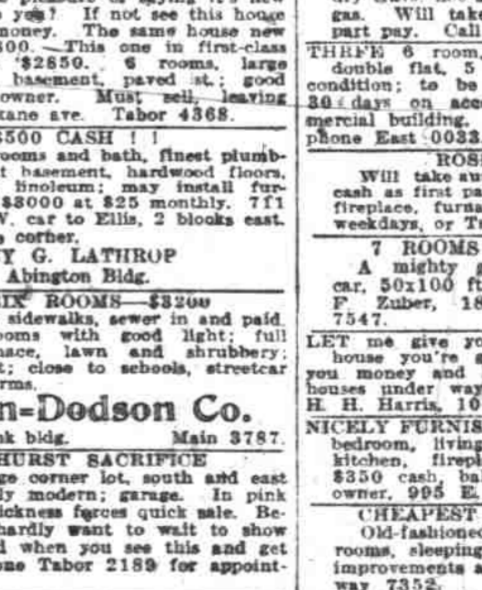 you? If not see this house
money. The same house new
500. This one in first-class
$2850. 6 rooms, large
basement, paved st.; good
owner. Must sell, leaving
kane ave. Tabor 4368.
$500 CASH ! !
rooms and bath, finest plumb-
t basement, hardwood floors,
linoleum; may install fur-
$3000 at $25 monthly. 7f1
W. car to Ellis, 2 blocks east.
corner.
Y G. LATHROP
Abington Bldg.
SIX ROOMS—$3200
sidewalks, sewer in and paid.
ooms with good light; full
nace, lawn and shrubbery;
t; close to schools, streetcar
rms.
n=Dodson Co.
nk bldg. Main 3787.
HURST SACRIFICE
ge corner lot, south and east
ly modern; garage. In pink
ickness forces quick sale. Be-
hardly want to wait to show
d when you see this and get
one Tabor 2189 for appoint-
gas. Will take
part pay. Call
THREE 6 room,
double flat, 5
condition; to be
30 days on acc
mercial building.
phone East 0033.
ROS
Will take au
cash as first pa
fireplace, furna
weekdays, or T
7 ROOMS
A mighty g
car, 50x100 ft
F. Zuber, 18
7547.
LET me give yo
house you're g
you money and
houses under way
H. H. Harris, 10
NICELY FURNIS
bedroom, living
kitchen, firepl
$350 cash, bal
owner, 995 E.
CHEAPEST
Old-fashioned
rooms, sleeping
improvements a
way 7352.